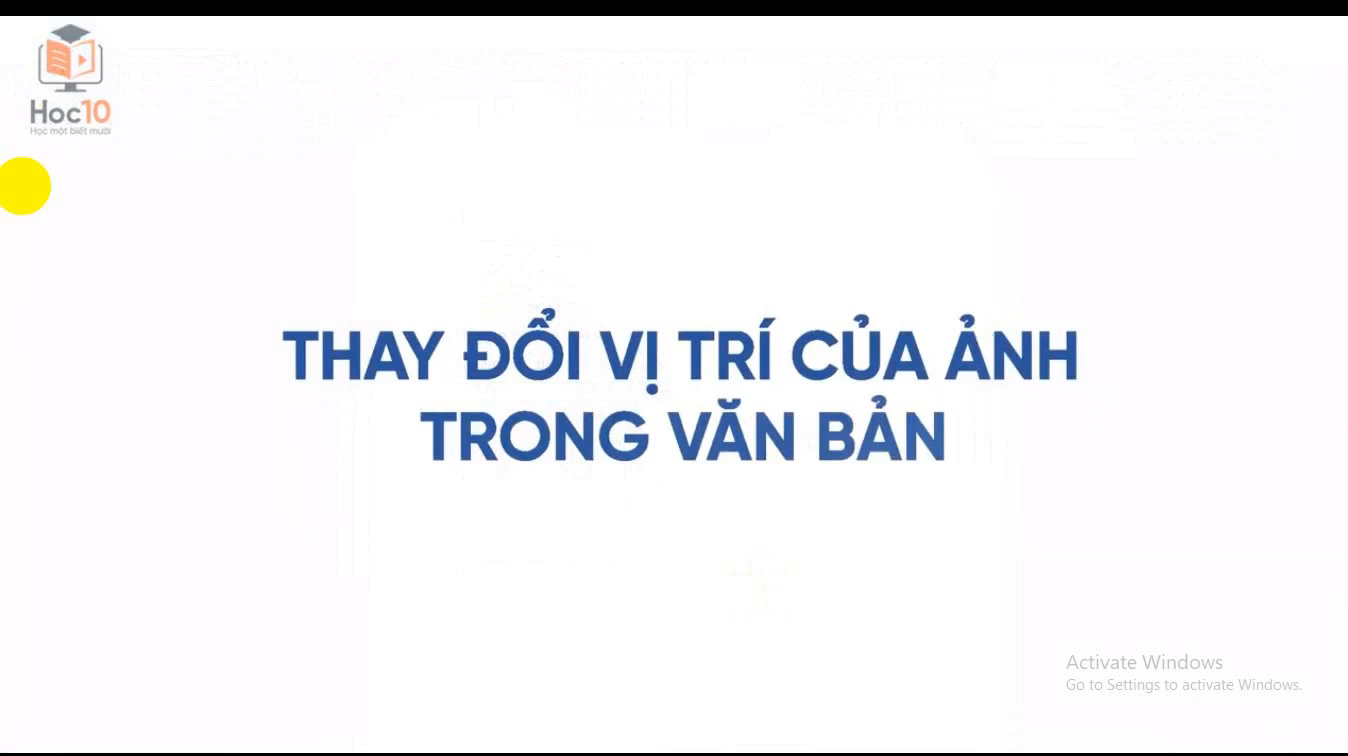 Hoc10
Học một biết mười
THAY ĐỔI VỊ TRÍ CỦA ẢNH
TRONG VĂN BẢN
Activate Windows
Go to Settings to activate Windows.